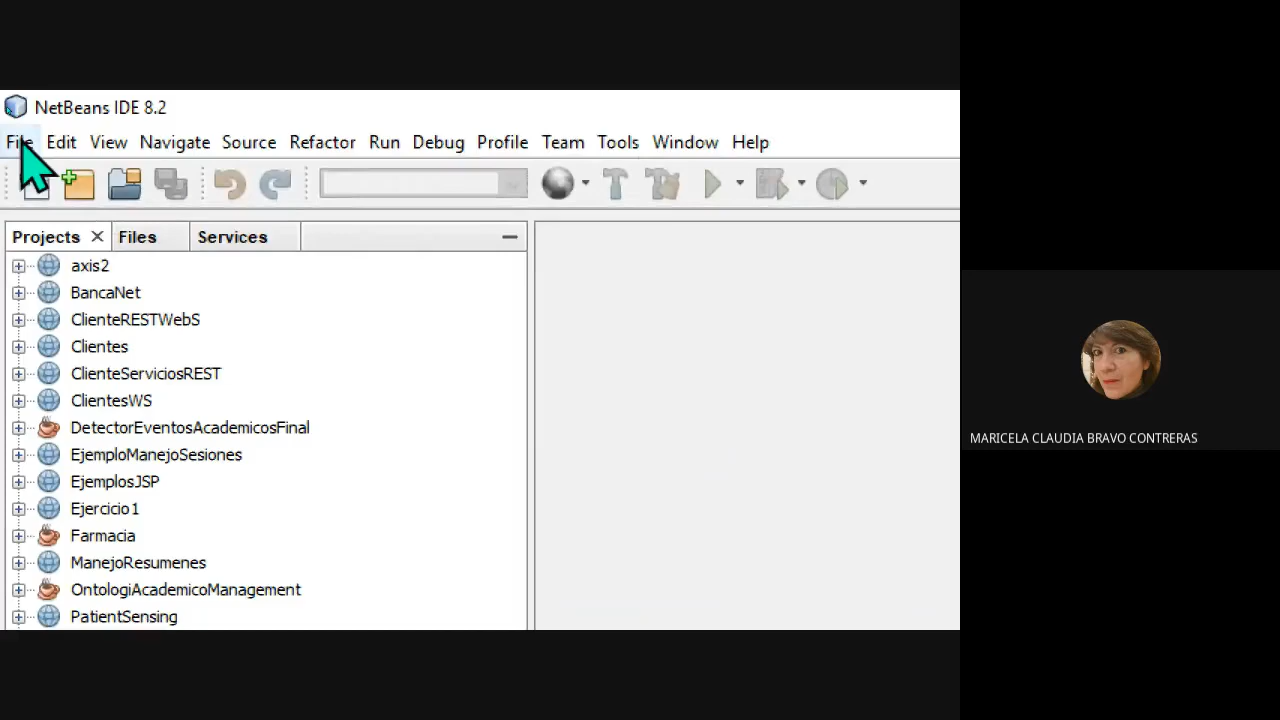 NetBeans IDE 8.2
File Edit View Navigate Source Refactor Run Debug Profile Team Tools Window Help
Projects Files Services
axis2
BancaNet
ClienteRESTWebS
Clientes
ClienteServiciosREST
ClientesWS
DetectorEventosAcademicosFinal
EjemploManejoSesiones
EjemplosJSP
Ejercicio1
Farmacia
ManejoResumenes
OntologiAcademicoManagement
PatientSensing
MARICELA CLAUDIA BRAVO CONTRERAS